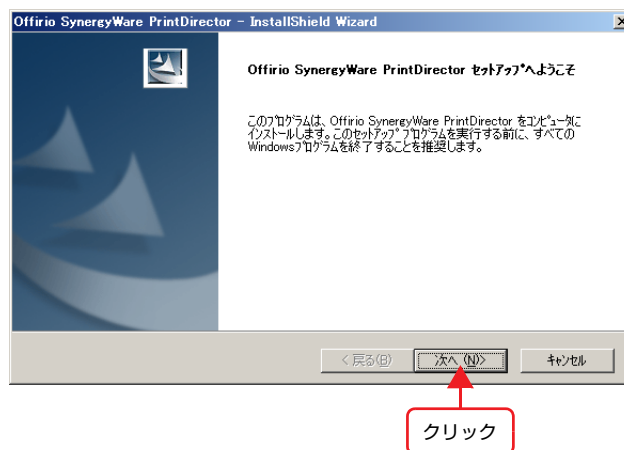 Offirio SynergyWare PrintDirector - InstallShield Wizard
Offirio SynergyWare PrintDirector セットアップへようこそ
このプログラムは、Offirio SynergyWare PrintDirector をコンピュータに
インストールします。このセットアップ プログラムを実行する前に、すべての
Windowsプログラムを終了することを推奨します。
< 戻る(B) 次へ (N)> キャンセル
クリック